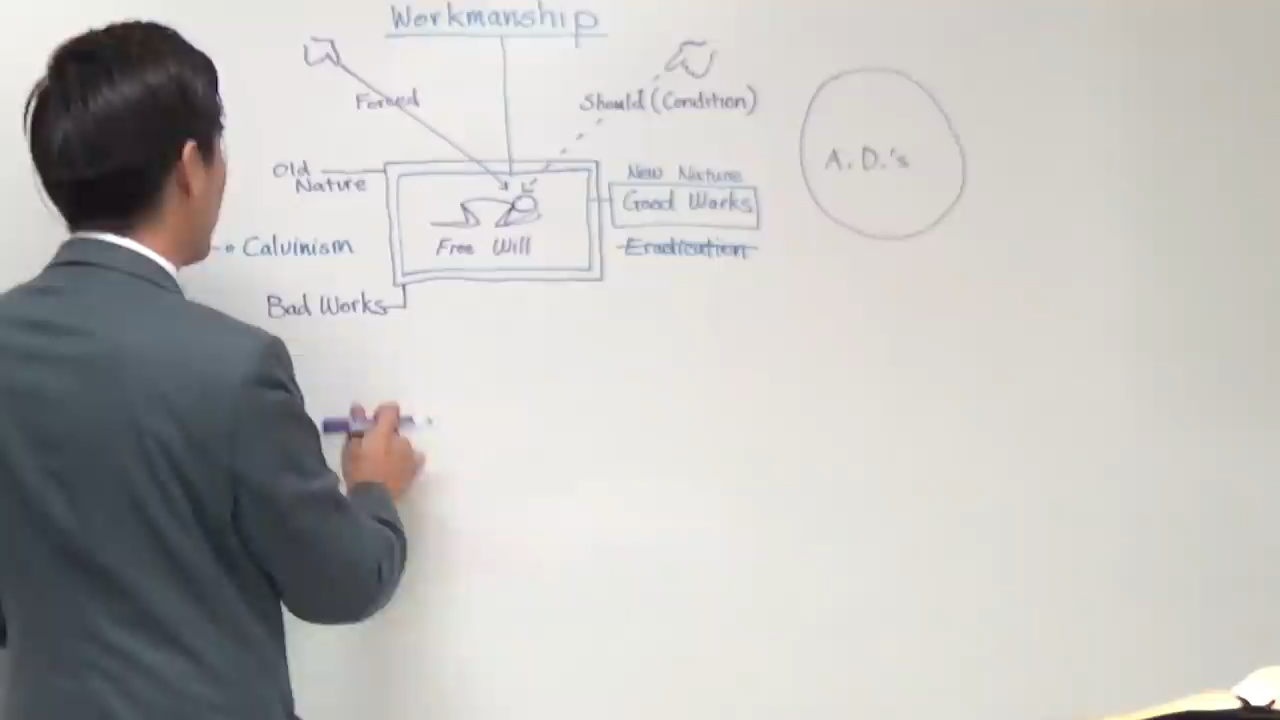 Workmanship
Forced
Should (Condition)
Old
Nature
New Nature
Good Works
A. D.'s
• Calvinism
Free Will
Eradication
Bad Works